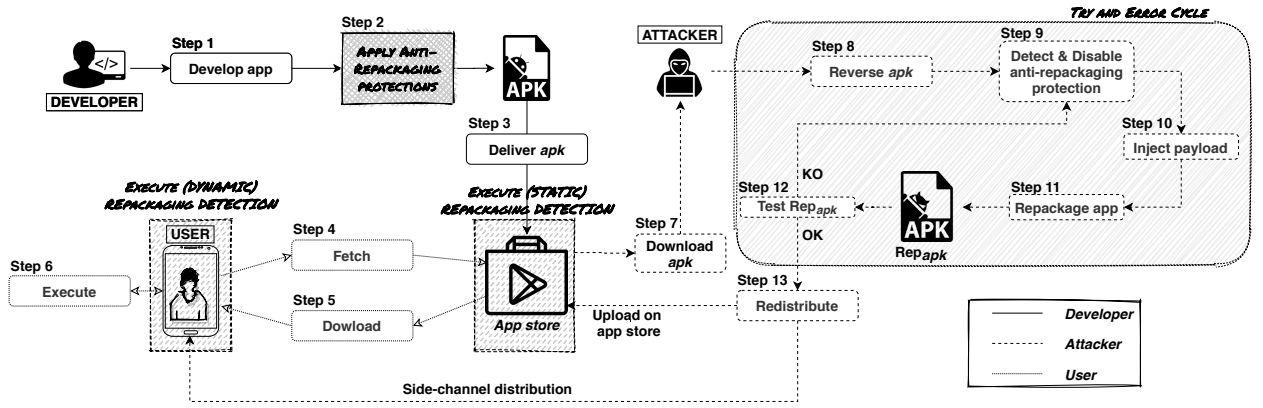 TRY AND ERROR CYCLE
Step 1
Develop app
DEVELOPER
</>
Step 2
APPLY ANTI-
REPACKAGING
PROTECTIONS
APK
Step 3
Deliver apk
ATTACKER
Step 8
Reverse apk
Step 9
Detect & Disable
anti-repackaging
protection
Step 10
Inject payload
Step 11
Repackage app
APK
Rep apk
Step 12
Test Rep apk
KO
OK
Step 13
Redistribute
Step 7
Download
apk
EXECUTE (STATIC)
REPACKAGING DETECTION
App store
Upload on
app store
EXECUTE (DYNAMIC)
REPACKAGING DETECTION
USER
Step 4
Fetch
Step 5
Dowload
Step 6
Execute
Side-channel distribution
Developer
Attacker
User